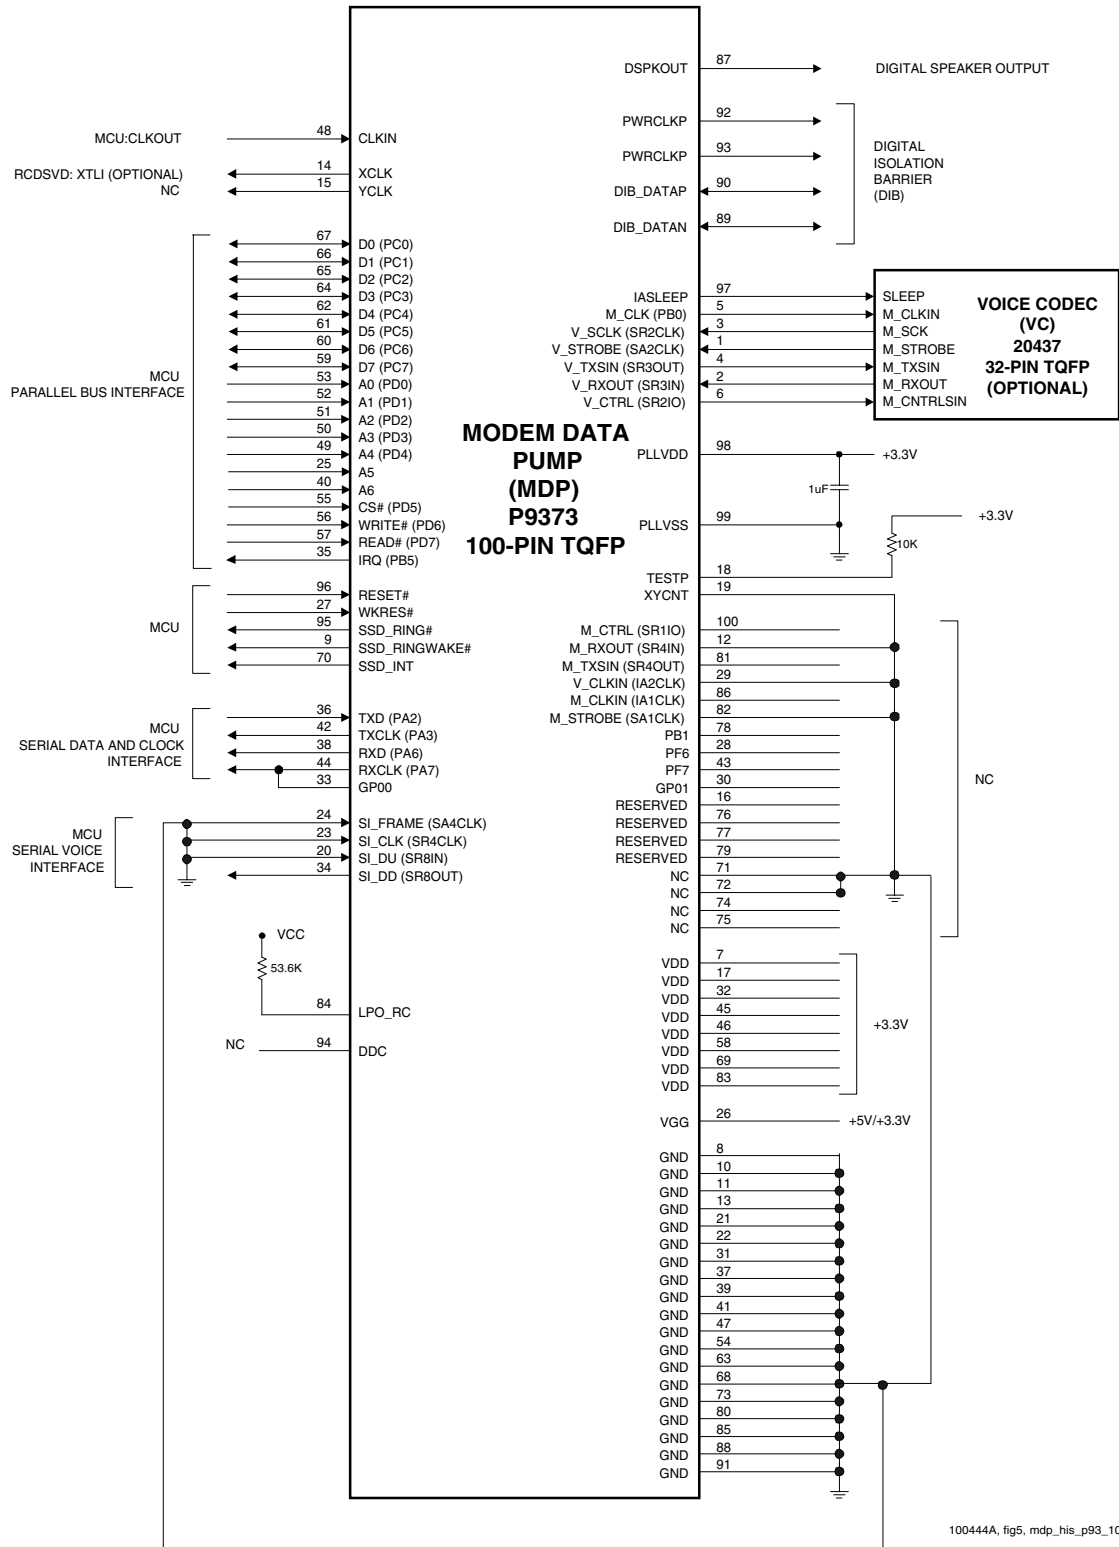 DSPKOUT 87 DIGITAL SPEAKER OUTPUT
PWRCLKP 92
PWRCLKP 93
DIB_DATAP 90
DIB_DATAN 89
DIGITAL
ISOLATION
BARRIER
(DIB)
MCU:CLKOUT 48 CLKIN
RCDSVD: XTLI (OPTIONAL) 14 XCLK
NC 15 YCLK
MCU
PARALLEL BUS INTERFACE
67 D0 (PC0)
66 D1 (PC1)
65 D2 (PC2)
64 D3 (PC3)
62 D4 (PC4)
61 D5 (PC5)
60 D6 (PC6)
59 D7 (PC7)
53 A0 (PD0)
52 A1 (PD1)
51 A2 (PD2)
50 A3 (PD3)
49 A4 (PD4)
25 A5
40 A6
55 CS# (PD5)
56 WRITE# (PD6)
57 READ# (PD7)
35 IRQ (PB5)
MCU
96 RESET#
27 WKRES#
95 SSD_RING#
9 SSD_RINGWAKE#
70 SSD_INT
MCU
SERIAL DATA AND CLOCK
INTERFACE
36 TXD (PA2)
42 TXCLK (PA3)
38 RXD (PA6)
44 RXCLK (PA7)
33 GP00
MCU
SERIAL VOICE
INTERFACE
24 SI_FRAME (SA4CLK)
23 SI_CLK (SR4CLK)
20 SI_DU (SR8IN)
34 SI_DD (SR8OUT)
VCC
53.6K
84 LPO_RC
NC 94 DDC
MODEM DATA
PUMP
(MDP)
P9373
100-PIN TQFP
IASLEEP 97 SLEEP
M_CLK (PB0) 5 M_CLKIN
V_SCLK (SR2CLK) 3 M_SCK
V_STROBE (SA2CLK) 1 M_STROBE
V_TXSIN (SR3OUT) 4 M_TXSIN
V_RXOUT (SR3IN) 2 M_RXOUT
V_CTRL (SR2IO) 6 M_CNTRLSIN
VOICE CODEC
(VC)
20437
32-PIN TQFP
(OPTIONAL)
PLLVDD 98 +3.3V
1uF
PLLVSS 99
+3.3V
10K
TESTP 18
XYCNT 19
M_CTRL (SR1IO) 100
M_RXOUT (SR4IN) 12
M_TXSIN (SR4OUT) 81
V_CLKIN (IA2CLK) 29
M_CLKIN (IA1CLK) 86
M_STROBE (SA1CLK) 82
PB1 78
PF6 28
PF7 43
GP01 30
RESERVED 16
RESERVED 76
RESERVED 77
RESERVED 79
NC 71
NC 72
NC 74
NC 75
NC
VDD 7
VDD 17
VDD 32
VDD 45
VDD 46
VDD 58
VDD 69
VDD 83
+3.3V
VGG 26 +5V/+3.3V
GND 8
GND 10
GND 11
GND 13
GND 21
GND 22
GND 31
GND 37
GND 39
GND 41
GND 47
GND 54
GND 63
GND 68
GND 73
GND 80
GND 85
GND 88
GND 91
100444A, fig5, mdp_his_p93_10